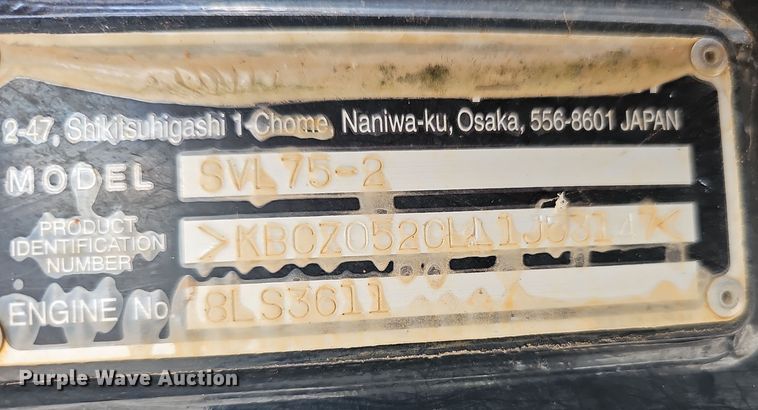 2-47, Shikitsuhigashi 1-Chome, Naniwa-ku, Osaka, 556-8601 JAPAN
MODEL SVL75-2
PRODUCT
IDENTIFICATION
NUMBER
ENGINE No. 8LS3611
Purple Wave Auction